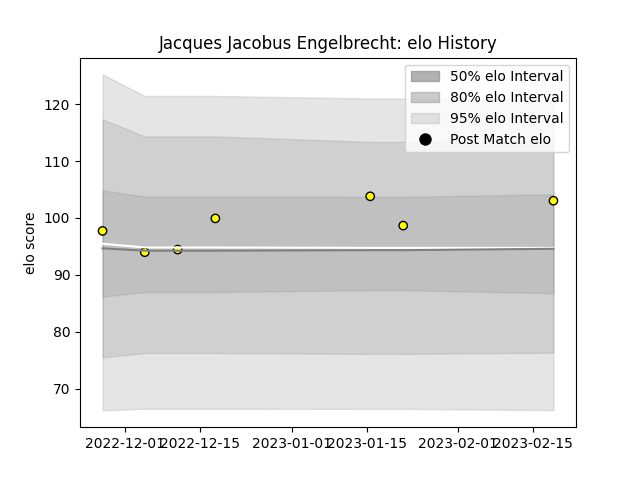 Jacques Jacobus Engelbrecht: elo History
50% elo Interval
80% elo Interval
95% elo Interval
Post Match elo
elo score
120
110
100
90
80
70
2022-12-01 2022-12-15 2023-01-01 2023-01-15 2023-02-01 2023-02-15